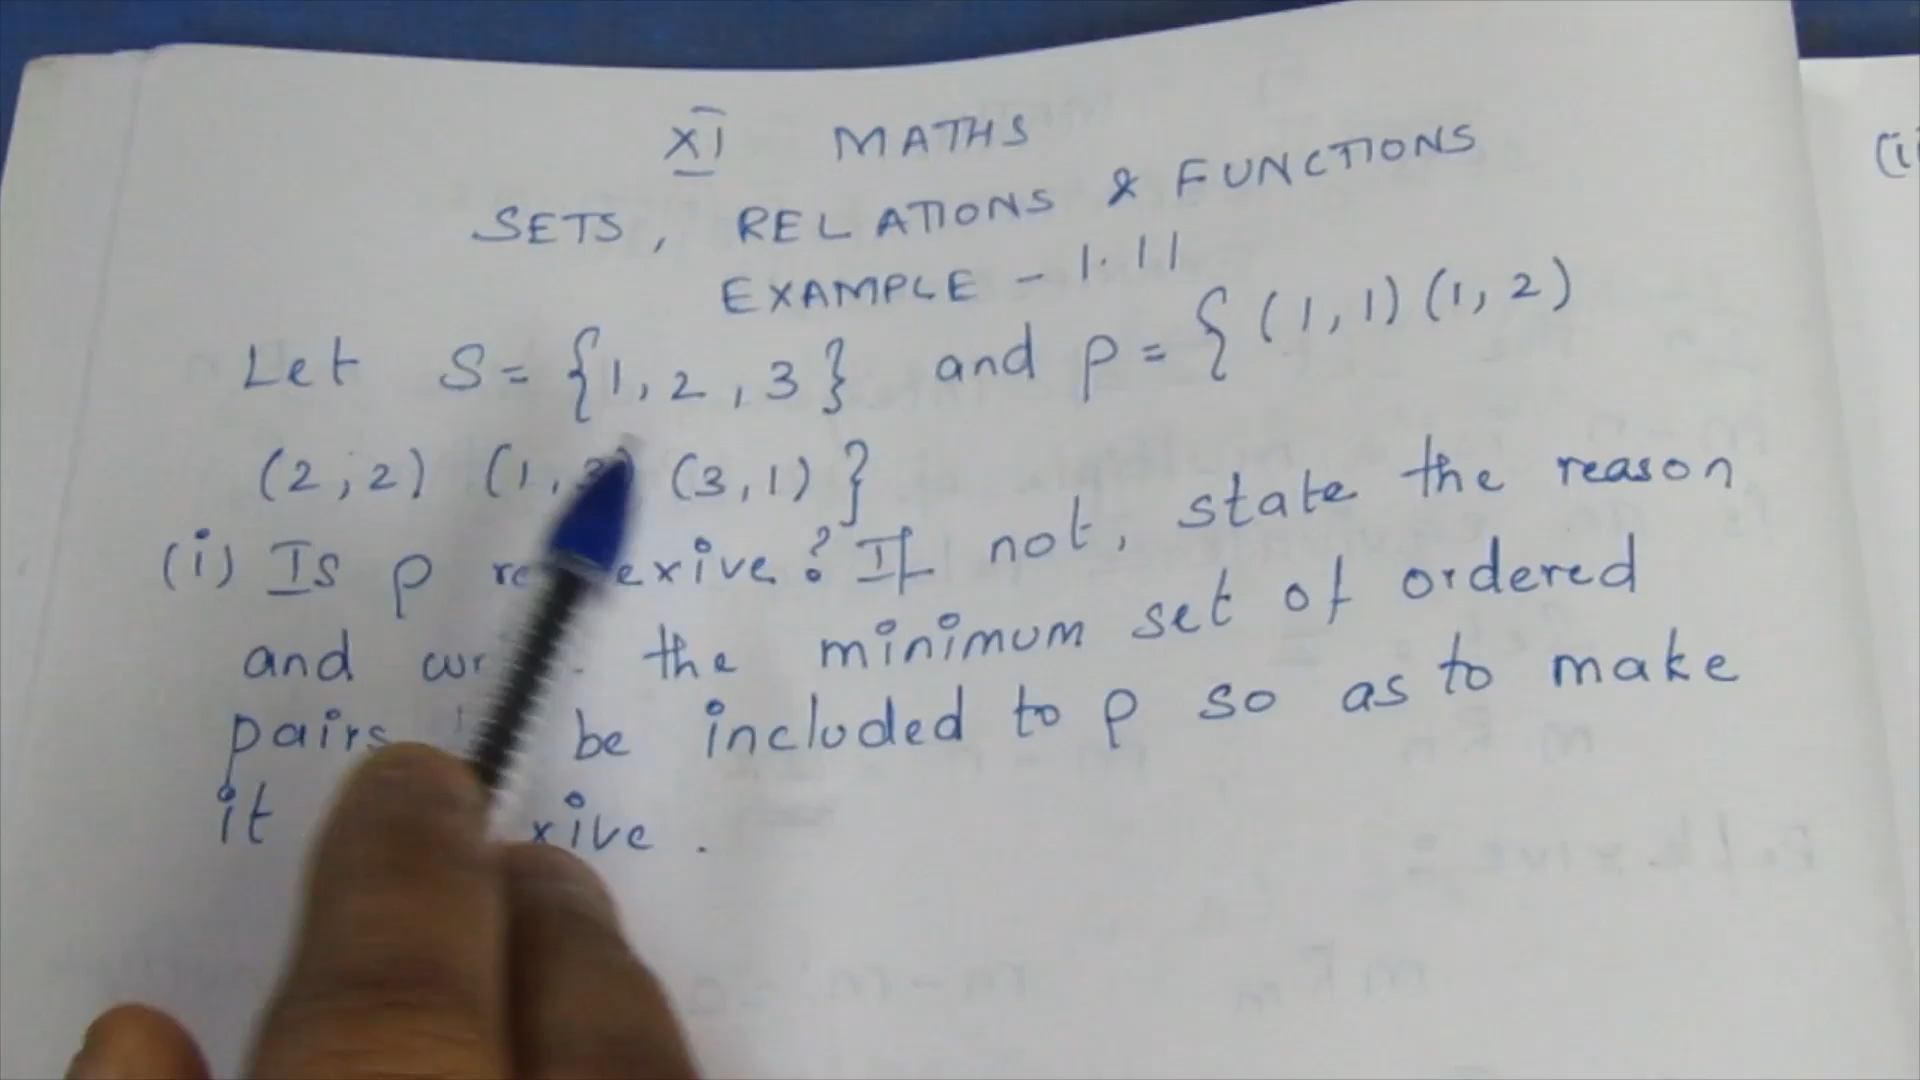 XI MATHS
SETS, RELATIONS & FUNCTIONS
EXAMPLE - 1.11
Let S = {1, 2, 3} and ρ = { (1, 1) (1, 2)
(2, 2) (1, 3) (3, 1) }
(i) Is ρ reflexive? If not, state the reason
and the minimum set of ordered
pairs be included to ρ so as to make
it